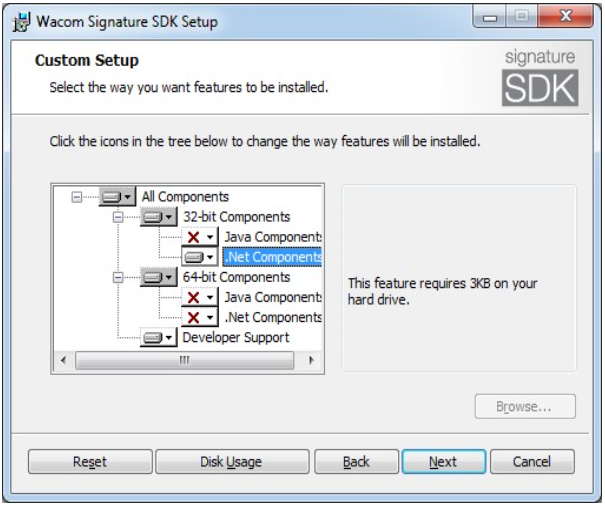 Wacom Signature SDK Setup
Custom Setup
Select the way you want features to be installed.
signature
SDK
Click the icons in the tree below to change the way features will be installed.
All Components
32-bit Components
Java Components
.Net Components
64-bit Components
Java Components
.Net Components
Developer Support
This feature requires 3KB on your
hard drive.
Browse...
Reset
Disk Usage
Back
Next
Cancel